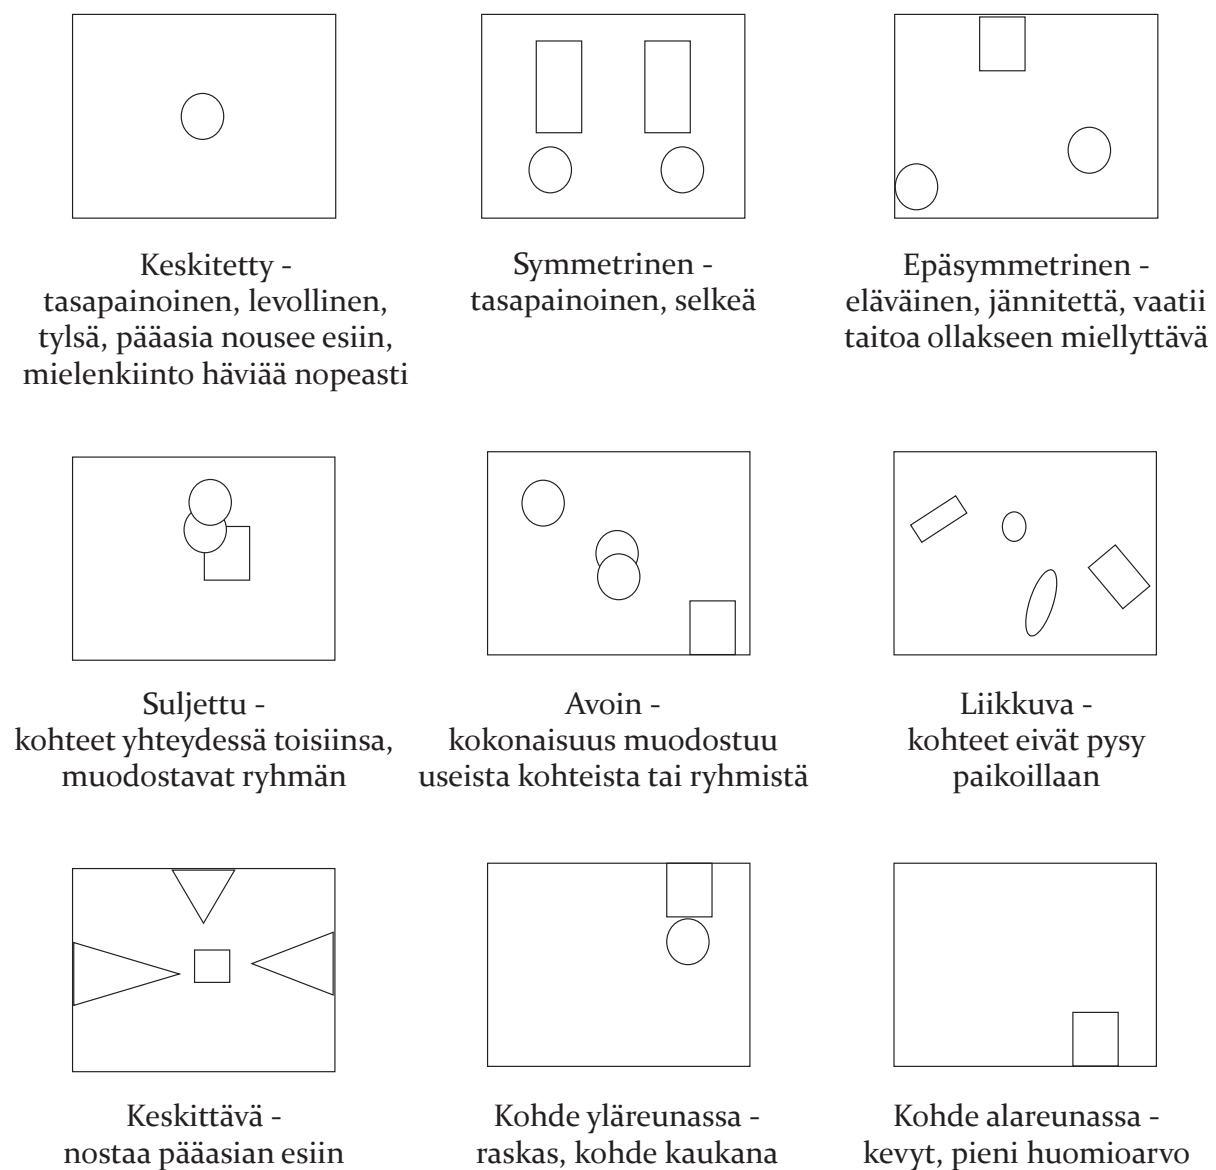 Keskitetty -
tasapainoinen, levollinen,
tylsä, pääasia nousee esiin,
mielenkiinto häviää nopeasti
Symmetrinen -
tasapainoinen, selkeä
Epäsymmetrinen -
eläväinen, jännitettä, vaatii
taitoa ollakseen miellyttävä
Suljettu -
kohteet yhteydessä toisiinsa,
muodostavat ryhmän
Avoin -
kokonaisuus muodostuu
useista kohteista tai ryhmistä
Liikkuva -
kohteet eivät pysy
paikoillaan
Keskittävä -
nostaa pääasian esiin
Kohde yläreunassa -
raskas, kohde kaukana
Kohde alareunassa -
kevyt, pieni huomioarvo